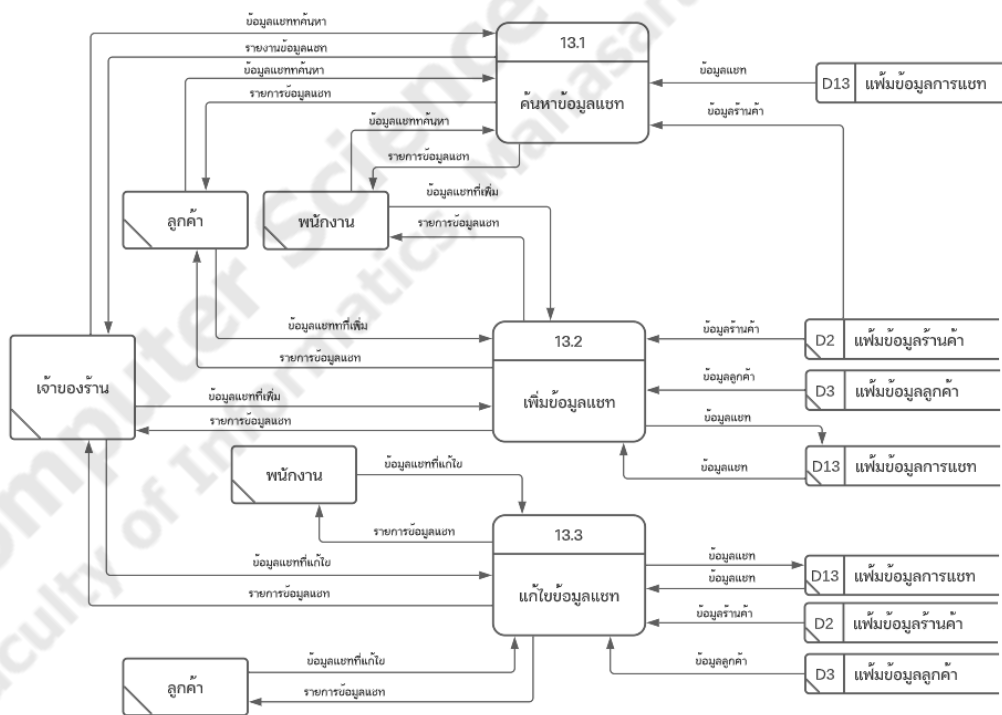 ข้อมูลแชทที่ค้นหา
13.1
รายงานข้อมูลแชท
ข้อมูลแชทที่ค้นหา
ข้อมูลแชท
D13 แฟ้มข้อมูลการแชท
รายการข้อมูลแชท
ค้นหาข้อมูลแชท
ข้อมูลร้านค้า
ข้อมูลแชทที่ค้นหา
รายการข้อมูลแชท
ข้อมูลแชทที่เพิ่ม
ลูกค้า
พนักงาน
รายการข้อมูลแชท
ข้อมูลแชทที่เพิ่ม
13.2
ข้อมูลร้านค้า
D2 แฟ้มข้อมูลร้านค้า
รายการข้อมูลแชท
เจ้าของร้าน
ข้อมูลลูกค้า
D3 แฟ้มข้อมูลลูกค้า
ข้อมูลแชทที่เพิ่ม
เพิ่มข้อมูลแชท
รายการข้อมูลแชท
ข้อมูลแชท
ข้อมูลแชท
D13 แฟ้มข้อมูลการแชท
พนักงาน
ข้อมูลแชทที่แก้ไข
รายการข้อมูลแชท
13.3
ข้อมูลแชทที่แก้ไข
ข้อมูลแชท
ข้อมูลแชท
D13 แฟ้มข้อมูลการแชท
รายการข้อมูลแชท
แก้ไขข้อมูลแชท
ข้อมูลร้านค้า
D2 แฟ้มข้อมูลร้านค้า
ข้อมูลแชทที่แก้ไข
ข้อมูลลูกค้า
D3 แฟ้มข้อมูลลูกค้า
ลูกค้า
รายการข้อมูลแชท
Computer Science
Faculty of Informatics, Mahasara